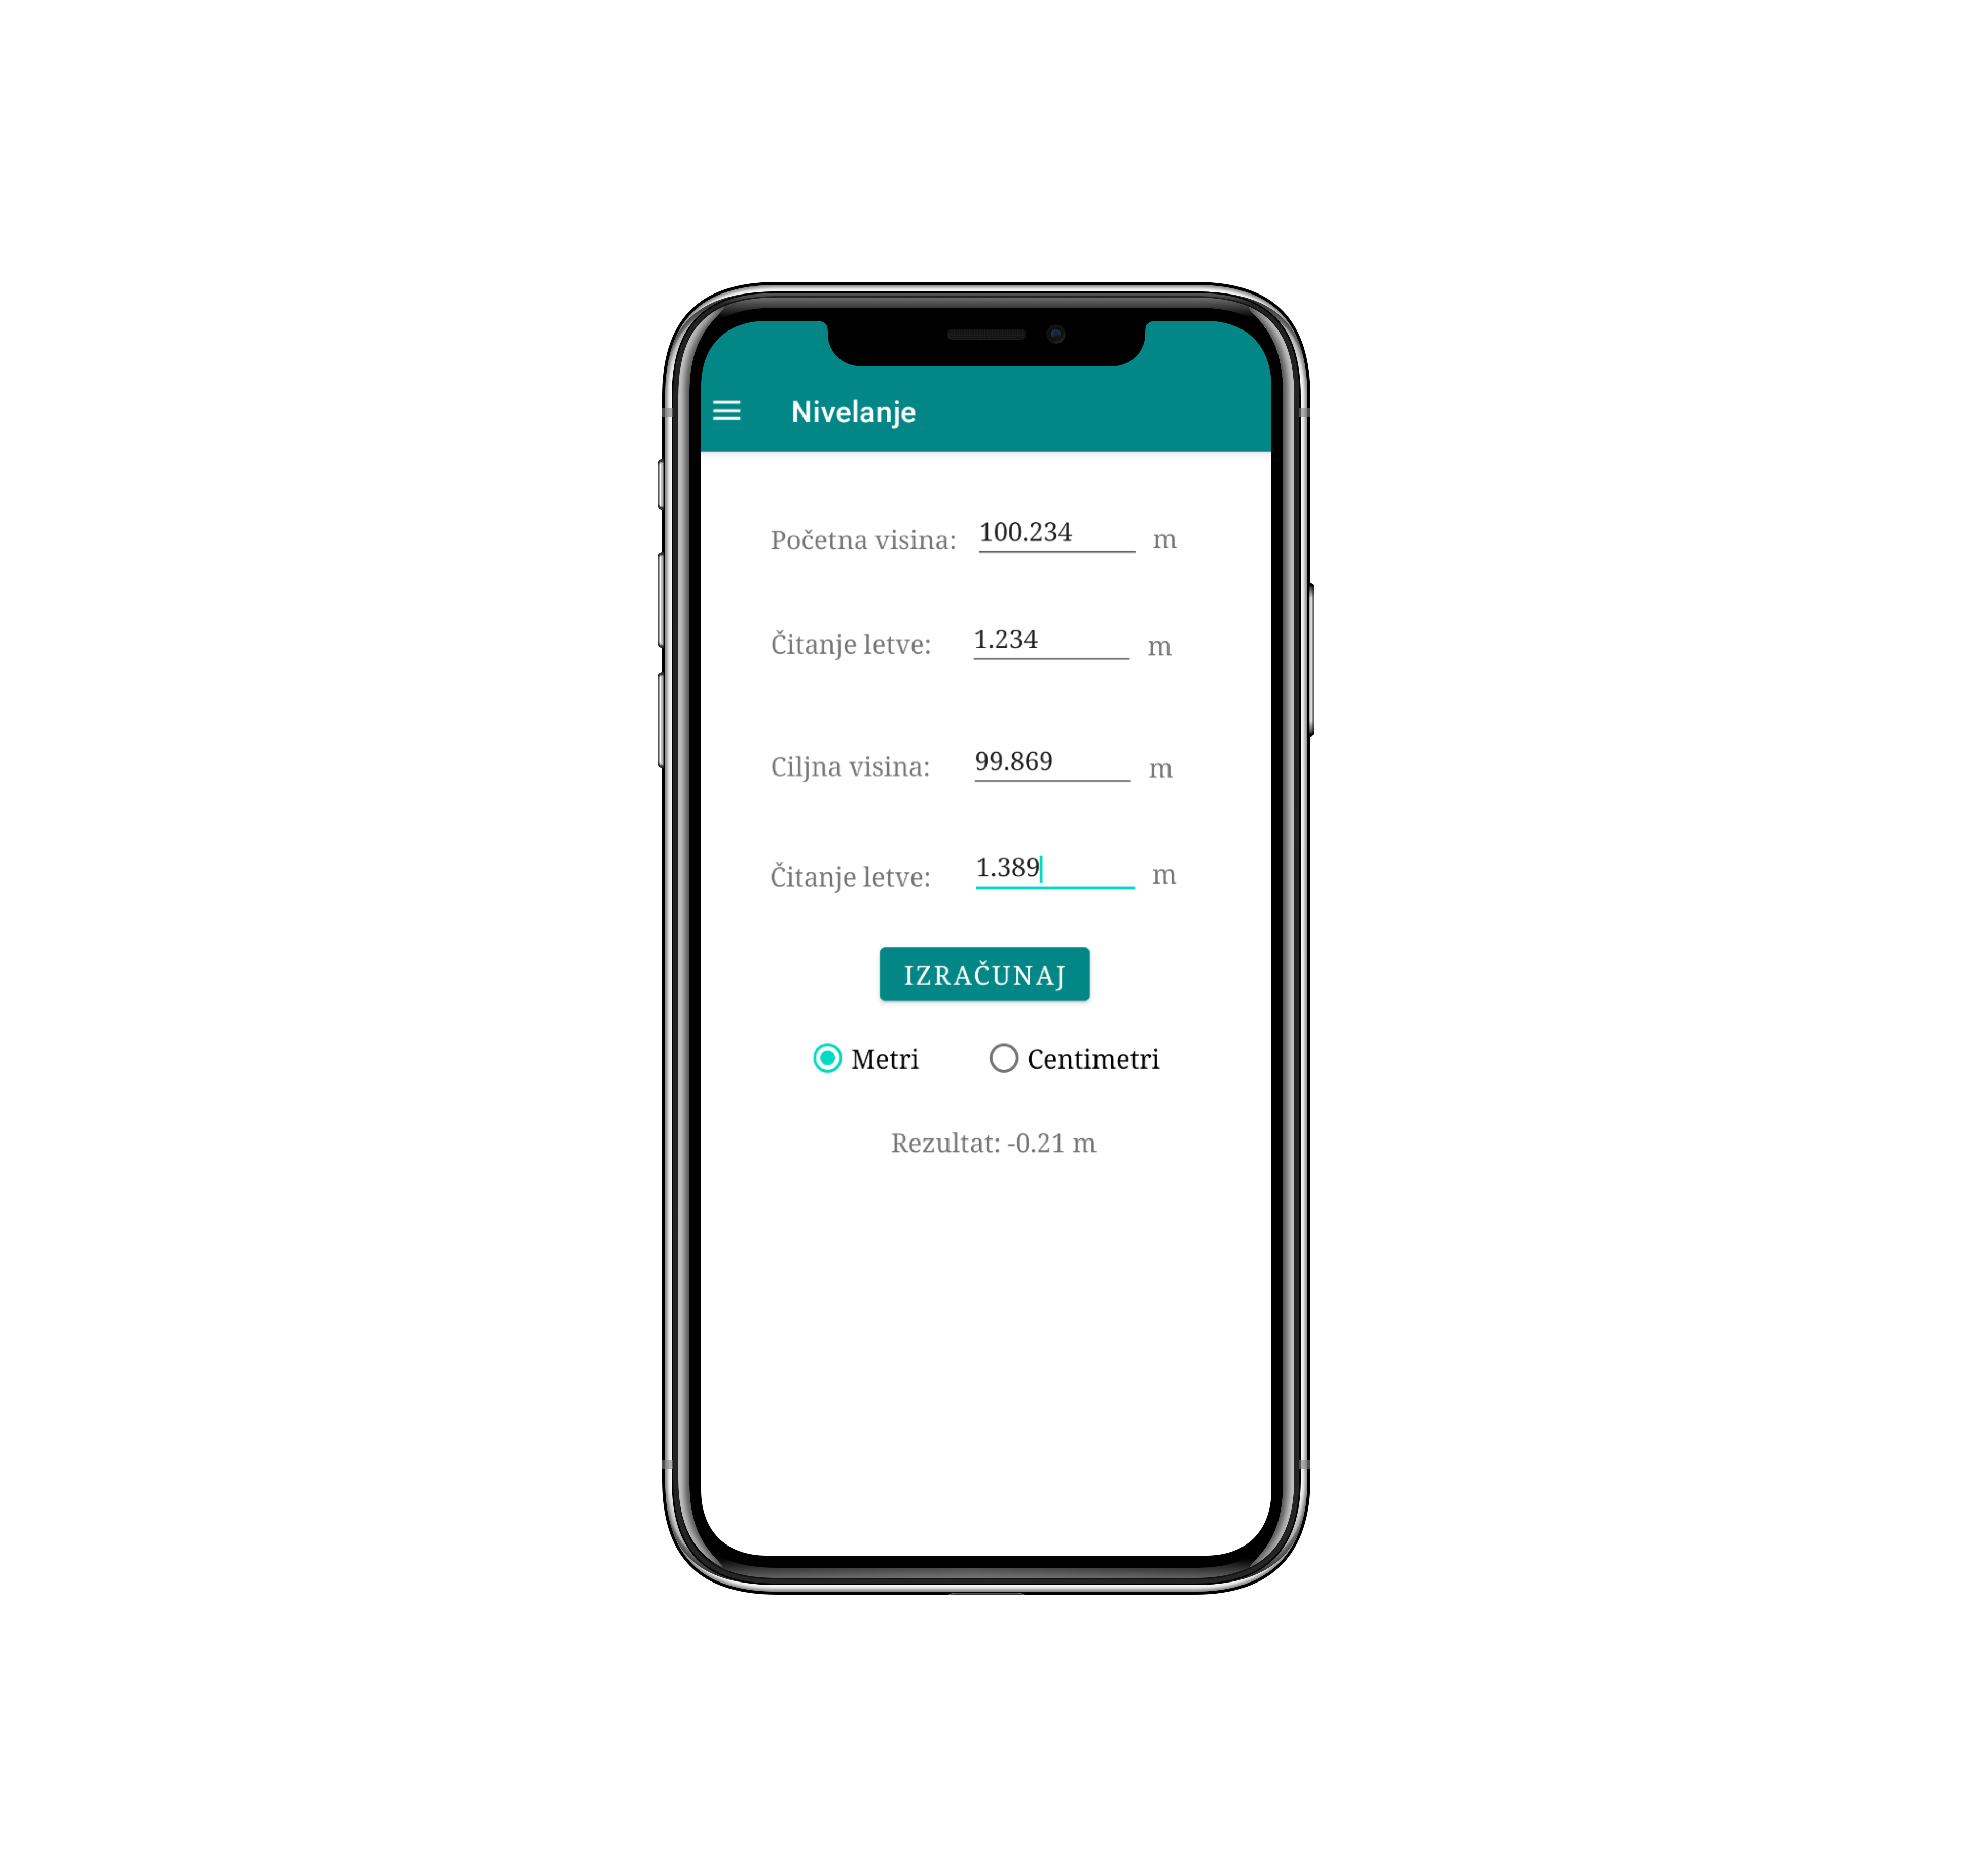 Nivelanje
Početna visina: 100.234 m
Čitanje letve: 1.234 m
Ciljna visina: 99.869 m
Čitanje letve: 1.389 m
IZRAČUNAJ
Metri Centimetri
Rezultat: -0.21 m